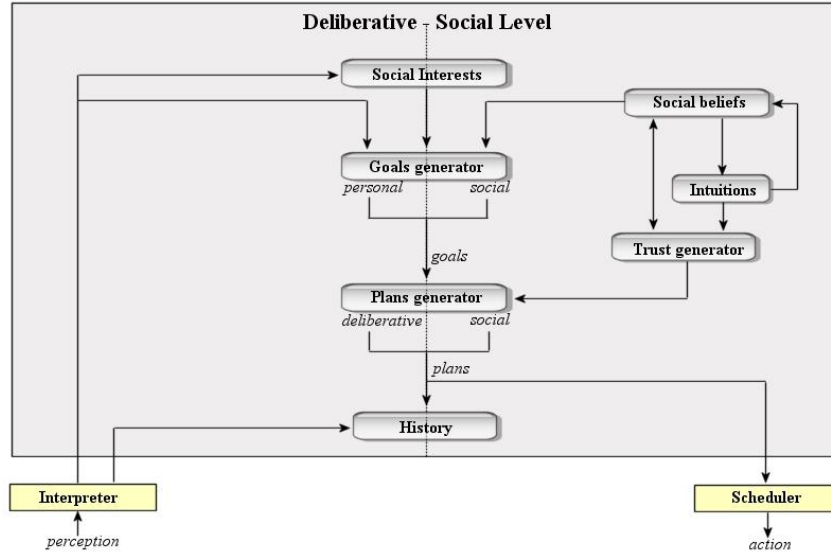 Deliberative - Social Level
Social Interests
Social beliefs
Goals generator
personal social
Intuitions
Trust generator
goals
Plans generator
deliberative social
plans
History
Interpreter
Scheduler
perception
action